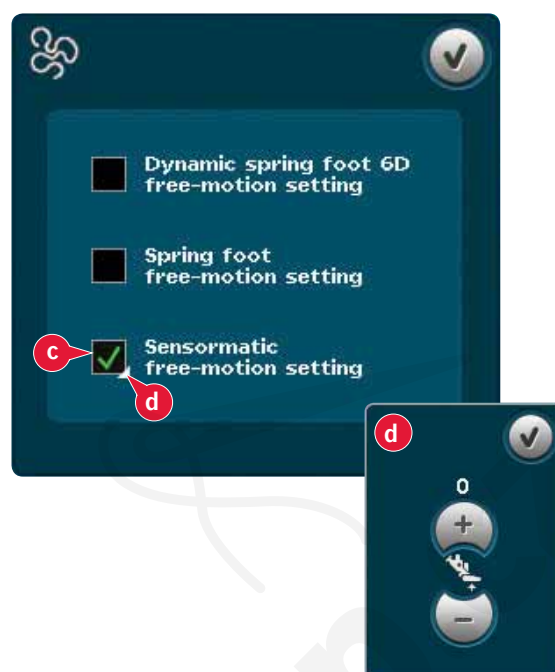 Dynamic spring foot 6D
free-motion setting
Spring foot
free-motion setting
c
Sensormatic
free-motion setting
d
d
0